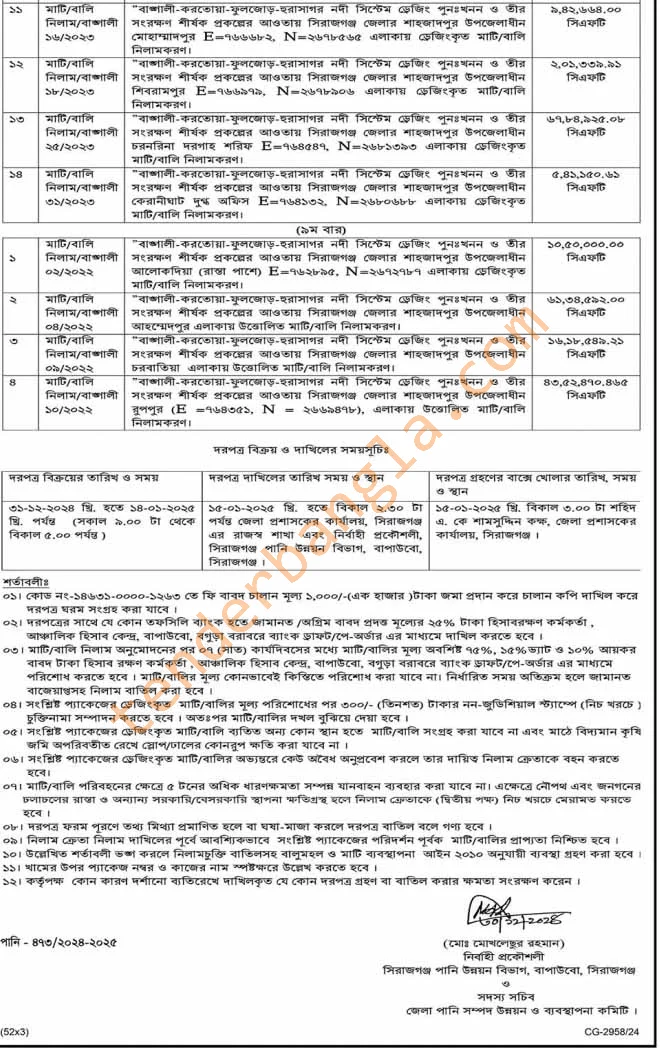 ১১ মাটি/বালি "বাঙ্গালী-করতোয়া-ফুলজোড়-হুরাসাগর নদী সিস্টেম ড্রেজিং পুনঃখনন ও তীর ৯,৪২,৬৬৪.০০
নিলাম/বাঙ্গালী সংরক্ষণ শীর্ষক প্রকল্পের আওতায় সিরাজগঞ্জ জেলার শাহজাদপুর উপজেলাধীন সিএফটি
১৬/২০২৩ মোহাম্মাদপুর E=৭৬৬৬৮২, N=২৬৭৮৫৬৫ এলাকায় ড্রেজিংকৃত মাটি/বালি
নিলামকরণ।
১২ মাটি/বালি "বাঙ্গালী-করতোয়া-ফুলজোড়-হুরাসাগর নদী সিস্টেম ড্রেজিং পুনঃখনন ও তীর ২,০১,৩৩৯.৯১
নিলাম/বাঙ্গালী সংরক্ষণ শীর্ষক প্রকল্পের আওতায় সিরাজগঞ্জ জেলার শাহজাদপুর উপজেলাধীন সিএফটি
১৮/২০২৩ শিবরামপুর E=৭৬৬৯৭৯, N=২৬৭৮৯০৬ এলাকায় ড্রেজিংকৃত মাটি/বালি
নিলামকরণ।
১৩ মাটি/বালি "বাঙ্গালী-করতোয়া-ফুলজোড়-হুরাসাগর নদী সিস্টেম ড্রেজিং পুনঃখনন ও তীর ৬৭,৮৪,৯২৫.০৮
নিলাম/বাঙ্গালী সংরক্ষণ শীর্ষক প্রকল্পের আওতায় সিরাজগঞ্জ জেলার শাহজাদপুর উপজেলাধীন সিএফটি
২৫/২০২৩ চরনরিনা দরগাহ শরিফ E=৭৬৪৫৪৭, N=২৬৮১৩৯৩ এলাকায় ড্রেজিংকৃত
মাটি/বালি নিলামকরণ।
১৪ মাটি/বালি "বাঙ্গালী-করতোয়া-ফুলজোড়-হুরাসাগর নদী সিস্টেম ড্রেজিং পুনঃখনন ও তীর ৫,৪১,১৫০.৬১
নিলাম/বাঙ্গালী সংরক্ষণ শীর্ষক প্রকল্পের আওতায় সিরাজগঞ্জ জেলার শাহজাদপুর উপজেলাধীন সিএফটি
৩১/২০২৩ কেরানীঘাট দুগ্ধ অফিস E=৭৬৪১৩২, N=২৬৮০৬৮৮ এলাকায় ড্রেজিংকৃত
মাটি/বালি নিলামকরণ।
(৯ম বার)
১ মাটি/বালি "বাঙ্গালী-করতোয়া-ফুলজোড়-হুরাসাগর নদী সিস্টেম ড্রেজিং পুনঃখনন ও তীর ১০,৫০,০০০.০০
নিলাম/বাঙ্গালী সংরক্ষণ শীর্ষক প্রকল্পের আওতায় সিরাজগঞ্জ জেলার শাহজাদপুর উপজেলাধীন সিএফটি
০২/২০২২ আলোকদিয়া (রাস্তা পাশে) E=৭৬২৮৯৫, N=২৬৭২৭৮৭ এলাকায় ড্রেজিংকৃত
মাটি/বালি নিলামকরণ।
২ মাটি/বালি "বাঙ্গালী-করতোয়া-ফুলজোড়-হুরাসাগর নদী সিস্টেম ড্রেজিং পুনঃখনন ও তীর ৬১,৩৪,৫৯২.০০
নিলাম/বাঙ্গালী সংরক্ষণ শীর্ষক প্রকল্পের আওতায় সিরাজগঞ্জ জেলার শাহজাদপুর উপজেলাধীন সিএফটি
০৪/২০২২ আহম্মেদপুর এলাকায় উত্তোলিত মাটি/বালি নিলামকরণ।
৩ মাটি/বালি "বাঙ্গালী-করতোয়া-ফুলজোড়-হুরাসাগর নদী সিস্টেম ড্রেজিং পুনঃখনন ও তীর ১৬,১৮,৫৪৯.২১
নিলাম/বাঙ্গালী সংরক্ষণ শীর্ষক প্রকল্পের আওতায় সিরাজগঞ্জ জেলার শাহজাদপুর উপজেলাধীন সিএফটি
০৯/২০২২ চরবাতিয়া এলাকায় উত্তোলিত মাটি/বালি নিলামকরণ।
৪ মাটি/বালি "বাঙ্গালী-করতোয়া-ফুলজোড়-হুরাসাগর নদী সিস্টেম ড্রেজিং পুনঃখনন ও তীর ৪৩,৫২,৪৭০.৪৬৫
নিলাম/বাঙ্গালী সংরক্ষণ শীর্ষক প্রকল্পের আওতায় সিরাজগঞ্জ জেলার শাহজাদপুর উপজেলাধীন সিএফটি
১০/২০২২ রুপপুর (E =৭৬৪৩৫১, N = ২৬৬৯৪৭৮), এলাকায় উত্তোলিত মাটি/বালি
নিলামকরণ।
দরপত্র বিক্রয় ও দাখিলের সময়সূচিঃ
দরপত্র বিক্রয়ের তারিখ ও সময় দরপত্র দাখিলের তারিখ সময় ও স্থান দরপত্র গ্রহণের বাক্সে খোলার তারিখ, সময়
ও স্থান
৩১-১২-২০২৪ খ্রি. হতে ১৪-০১-২০২৫ ১৫-০১-২০২৫ খ্রি. হতে বিকাল ২.৩০ টা ১৫-০১-২০২৫ খ্রি. বিকাল ৩.০০ টা শহিদ
খ্রি. পর্যন্ত (সকাল ৯.০০ টা থেকে পর্যন্ত জেলা প্রশাসকের কার্যালয়, সিরাজগঞ্জ এ. কে শামসুদ্দিন কক্ষ, জেলা প্রশাসকের
বিকাল ৫.০০ পর্যন্ত ) এর রাজস্ব শাখা এবং নির্বাহী প্রকৌশলী, কার্যালয়, সিরাজগঞ্জ ।
সিরাজগঞ্জ পানি উন্নয়ন বিভাগ, বাপাউবো,
সিরাজগঞ্জ ।
শর্তাবলীঃ
০১। কোড নং-১৪৬৩১-০০০০-১২৬৩ তে ফি বাবদ চালান মূল্য ১,০০০/-(এক হাজার )টাকা জমা প্রদান করে চালান কপি দাখিল করে
দরপত্র ঘরম সংগ্রহ করা যাবে ।
০২। দরপত্রের সাথে যে কোন তফসিলি ব্যাংক হতে জামানত /অগ্রিম বাবদ প্রদত্ত মূল্যের ২৫% টাকা হিসাবরক্ষণ কর্মকর্তা ,
আঞ্চলিক হিসাব কেন্দ্র, বাপাউবো, বগুড়া বরাবরে ব্যাংক ড্রাফট/পে-অর্ডার এর মাধ্যমে দাখিল করতে হবে ।
০৩। মাটি/বালি নিলাম অনুমোদনের পর ০৭ (সাত) কার্যদিবসের মধ্যে মাটি/বালির মূল্য অবশিষ্ট ৭৫%, ১৫%ভ্যাট ও ১০% আয়কর
বাবদ টাকা হিসাব রক্ষণ কর্মকর্তা , আঞ্চলিক হিসাব কেন্দ্র, বাপাউবো, বগুড়া বরাবরে ব্যাংক ড্রাফট/পে-অর্ডার এর মাধ্যমে
পরিশোধ করতে হবে । মাটি/বালির মূল্য কোনভাবেই কিস্তিতে পরিশোধ করা যাবে না। নির্ধারিত সময় অতিক্রম হলে জামানত
বাজেয়াপ্তসহ নিলাম বাতিল করা হবে ।
০৪। সংশ্লিষ্ট প্যাকেজের ড্রেজিংকৃত মাটি/বালির মূল্য পরিশোধের পর ৩০০/- (তিনশত) টাকার নন-জুডিশিয়াল স্ট্যাম্পে (নিচ খরচে )
চুক্তিনামা সম্পাদন করতে হবে । অতঃপর মাটি/বালির দখল বুঝিয়ে দেয়া হবে ।
০৫। সংশ্লিষ্ট প্যাকেজের ড্রেজিংকৃত মাটি/বালি ব্যতিত অন্য কোন স্থান হতে মাটি/বালি সংগ্রহ করা যাবে না এবং মাঠে বিদ্যমান কৃষি
জমি অপরিবর্তীত রেখে স্লোপ/ঢালের কোনরুপ ক্ষতি করা যাবে না ।
০৬। সংশ্লিষ্ট প্যাকেজের ড্রেজিংকৃত মাটি/বালির অভ্যন্তরে কেউ অবৈধ অনুপ্রবেশ করলে তার দায়িত্ব নিলাম ক্রেতাকে বহন করতে
হবে।
০৭। মাটি/বালি পরিবহনের ক্ষেত্রে ৫ টনের অধিক ধারণক্ষমতা সম্পন্ন যানবাহন ব্যবহার করা যাবে না। এক্ষেত্রে নৌপথ এবং জনগনের
চলাচলের রাস্তা ও অন্যান্য সরকারি/বেসরকারি স্থাপনা ক্ষতিগ্রস্থ হলে নিলাম ক্রেতাকে (দ্বিতীয় পক্ষ) নিচ খরচে মেরামত করতে
হবে ।
০৮। দরপত্র ফরম পূরণে তথ্য মিথ্যা প্রমাণিত হলে বা ঘষা-মাজা করলে দরপত্র বাতিল বলে গণ্য হবে ।
০৯। নিলাম ক্রেতা নিলাম দাখিলের পূর্বে আবশ্যিকভাবে সংশ্লিষ্ট প্যাকেজের পরিদর্শন পূর্বক মাটি/বালির প্রাপ্যতা নিশ্চিত হবে ।
১০। উল্লেখিত শর্তাবলী ভঙ্গ করলে নিলামচুক্তি বাতিলসহ বালুমহল ও মাটি ব্যবস্থাপনা আইন ২০১০ অনুযায়ী ব্যবস্থা গ্রহণ করা হবে ।
১১। খামের উপর প্যাকেজ নম্বর ও কাজের নাম স্পষ্টক্ষরে উল্লেখ করতে হবে ।
১২। কর্তৃপক্ষ কোন কারণ দর্শানো ব্যতিরেখে দাখিলকৃত যে কোন দরপত্র গ্রহণ বা বাতিল করার ক্ষমতা সংরক্ষণ করেন ।
৩০/১২/২০২৪
পানি - ৪৭৩/২০২৪-২০২৫ (মোঃ মোখলেছুর রহমান)
নির্বাহী প্রকৌশলী
সিরাজগঞ্জ পানি উন্নয়ন বিভাগ, বাপাউবো, সিরাজগঞ্জ
ও
সদস্য সচিব
জেলা পানি সম্পদ উন্নয়ন ও ব্যবস্থাপনা কমিটি ।
(52x3) CG-2958/24
tenderbangla.com